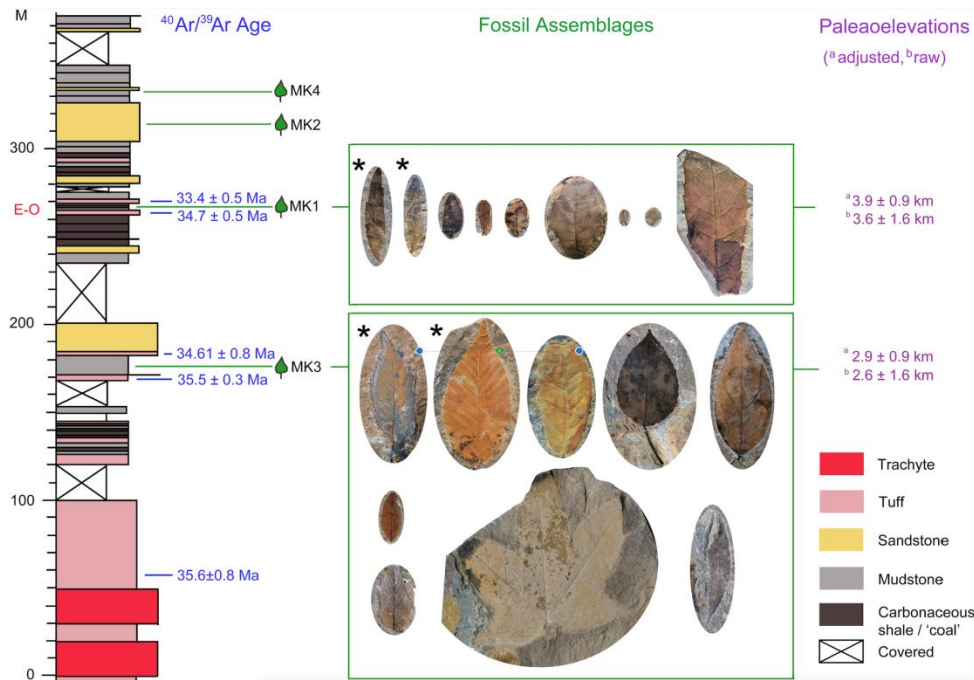 M
⁴⁰Ar/³⁹Ar Age
Fossil Assemblages
Paleaoelevations
(ᵃ adjusted, ᵇ raw)
MK4
MK2
300
* *
33.4 ± 0.5 Ma
E-O
MK1
34.7 ± 0.5 Ma
ᵃ 3.9 ± 0.9 km
ᵇ 3.6 ± 1.6 km
200
* *
34.61 ± 0.8 Ma
MK3
35.5 ± 0.3 Ma
ᵃ 2.9 ± 0.9 km
ᵇ 2.6 ± 1.6 km
100
35.6±0.8 Ma
0
Trachyte
Tuff
Sandstone
Mudstone
Carbonaceous
shale / ‘coal’
Covered